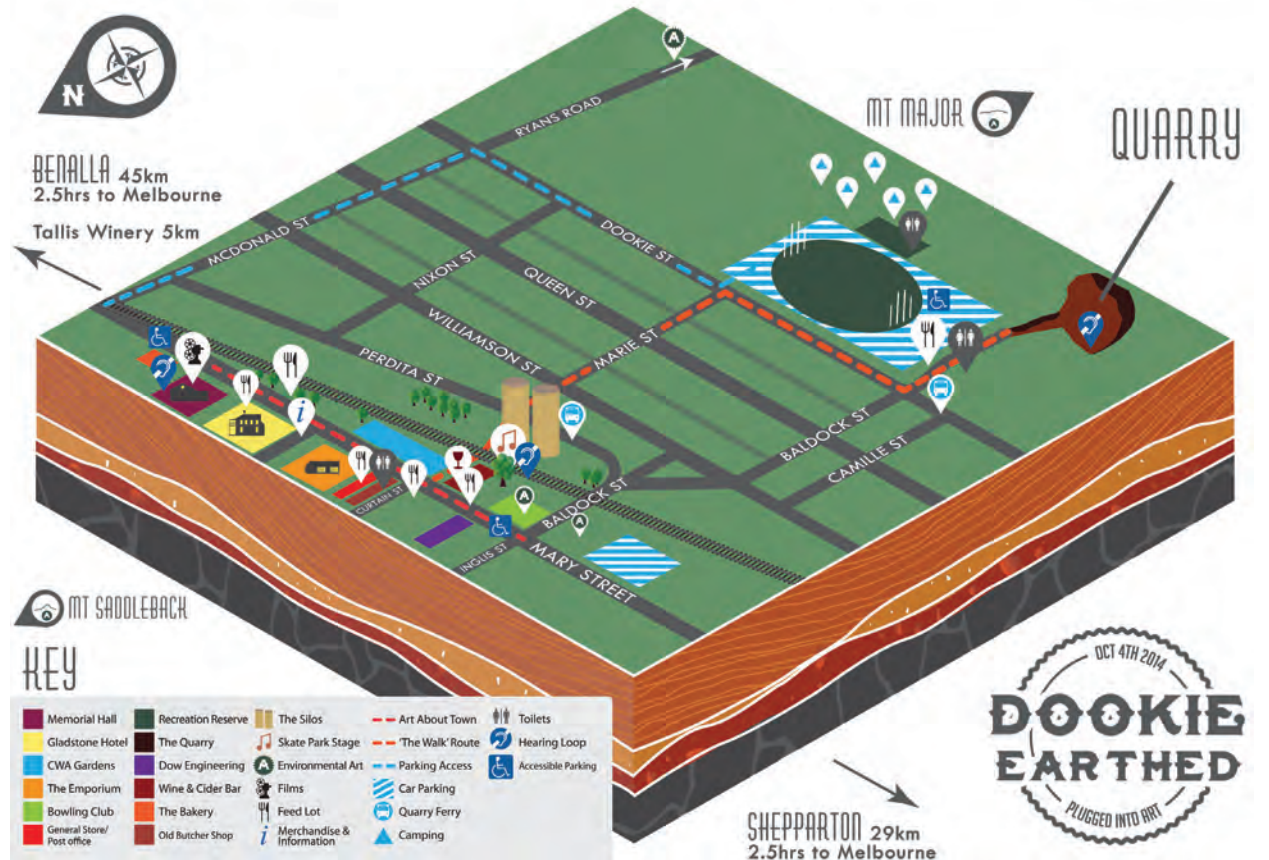 N
BENALLA 45km
2.5hrs to Melbourne
Tallis Winery 5km
A
RYANS ROAD
MT MAJOR
A
QUARRY
MCDONALD ST
NIXON ST
DOOKIE ST
QUEEN ST
WILLIAMSON ST
MARIE ST
PERDITA ST
i
BALDOCK ST
CAMILLE ST
CURTAIN ST
A
BALDOCK ST
A
INGLIS ST
MARY STREET
A
MT SADDLEBACK
KEY
Memorial Hall
Gladstone Hotel
CWA Gardens
The Emporium
Bowling Club
General Store/
Post office
Recreation Reserve
The Quarry
Dow Engineering
Wine & Cider Bar
The Bakery
Old Butcher Shop
The Silos
Skate Park Stage
A Environmental Art
Films
Feed Lot
i Merchandise &
Information
Art About Town
'The Walk' Route
Parking Access
Car Parking
Quarry Ferry
Camping
Toilets
Hearing Loop
Accessible Parking
SHEPPARTON 29km
2.5hrs to Melbourne
OCT 4TH 2014
DOOKIE
EARTHED
PLUGGED INTO ART